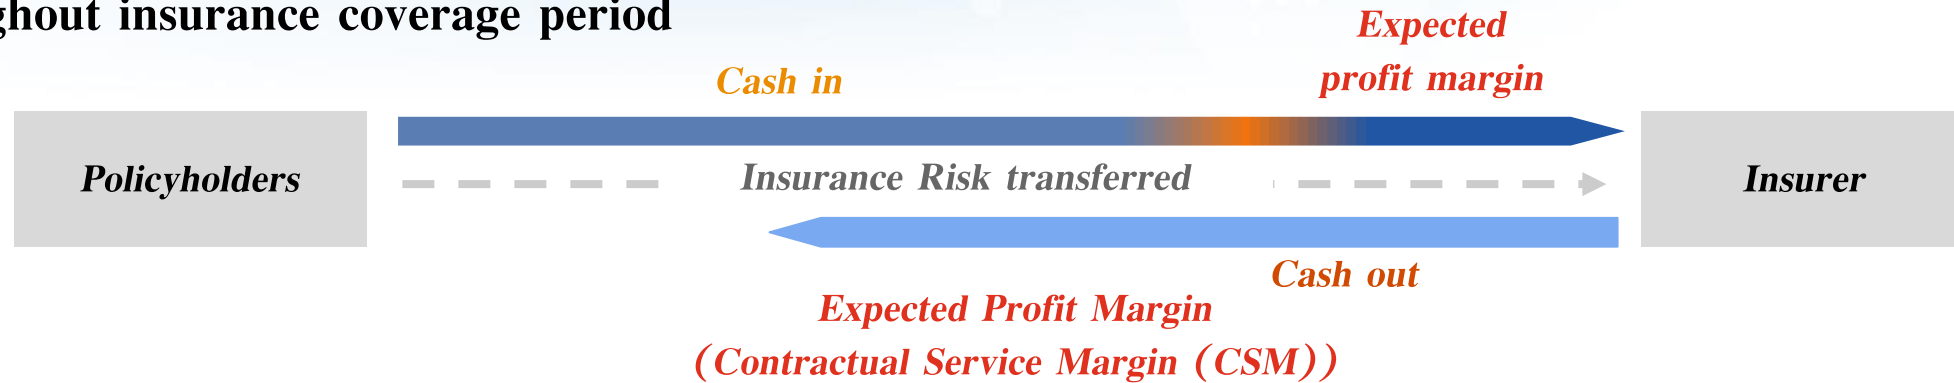 insurance coverage period
Expected
profit margin
Cash in
Policyholders
Insurance Risk transferred
Insurer
Cash out
Expected Profit Margin
(Contractual Service Margin (CSM))